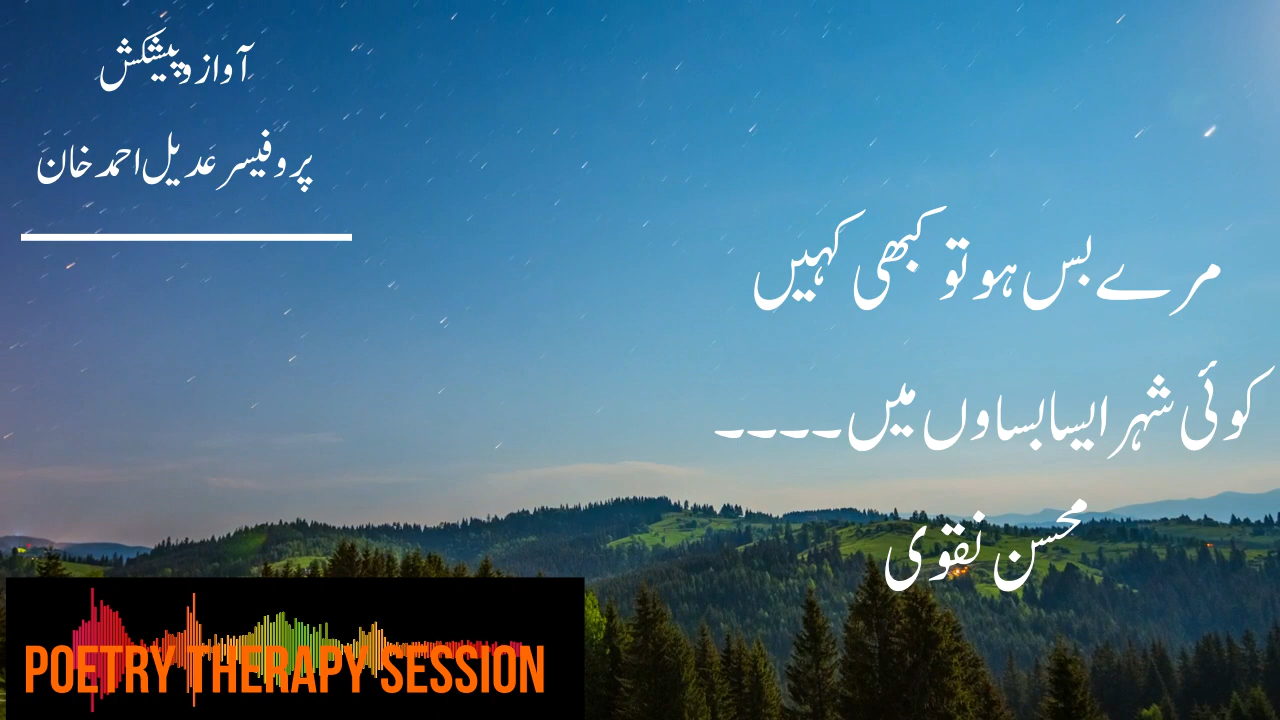 آواز و پیشکش
پروفیسر عدیل احمد خان
مرے بس ہو تو کبھی کہیں
کوئی شہر ایسا بساوں میں۔۔۔۔
محسن نقوی
POETRY THERAPY SESSION